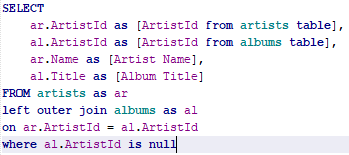 SELECT
ar.ArtistId as [ArtistId from artists table],
al.ArtistId as [ArtistId from albums table],
ar.Name as [Artist Name],
al.Title as [Album Title]
FROM artists as ar
left outer join albums as al
on ar.ArtistId = al.ArtistId
where al.ArtistId is null